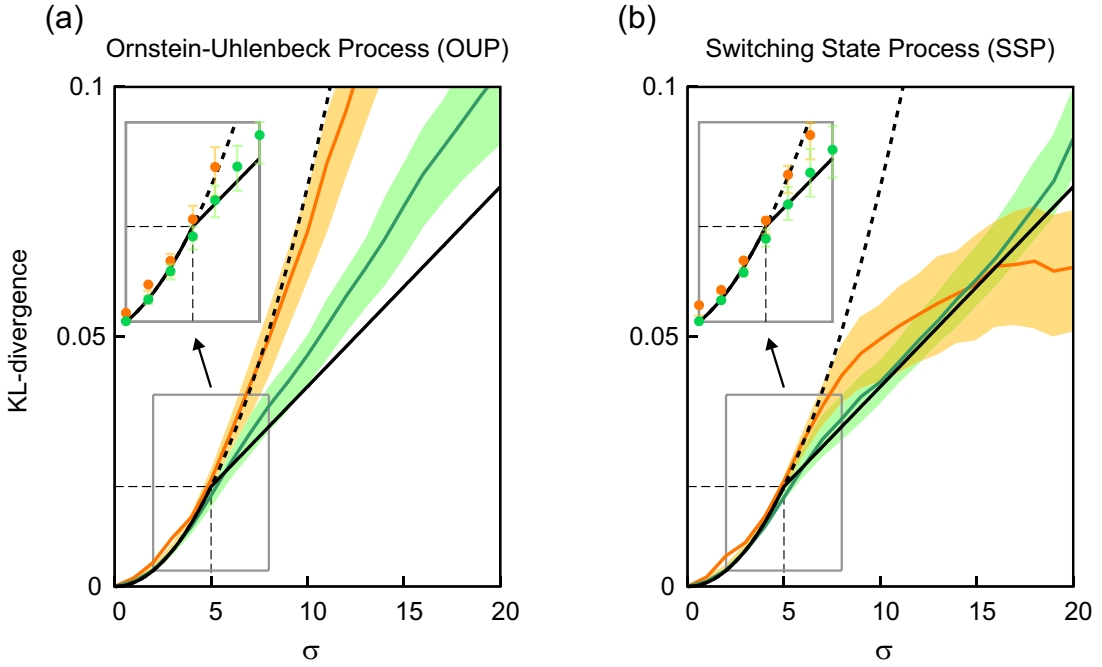 (a)
Ornstein-Uhlenbeck Process (OUP)
KL-divergence
0.1
0.05
0
0 5 10 15 20
σ
(b)
Switching State Process (SSP)
0.1
0.05
0
0 5 10 15 20
σ